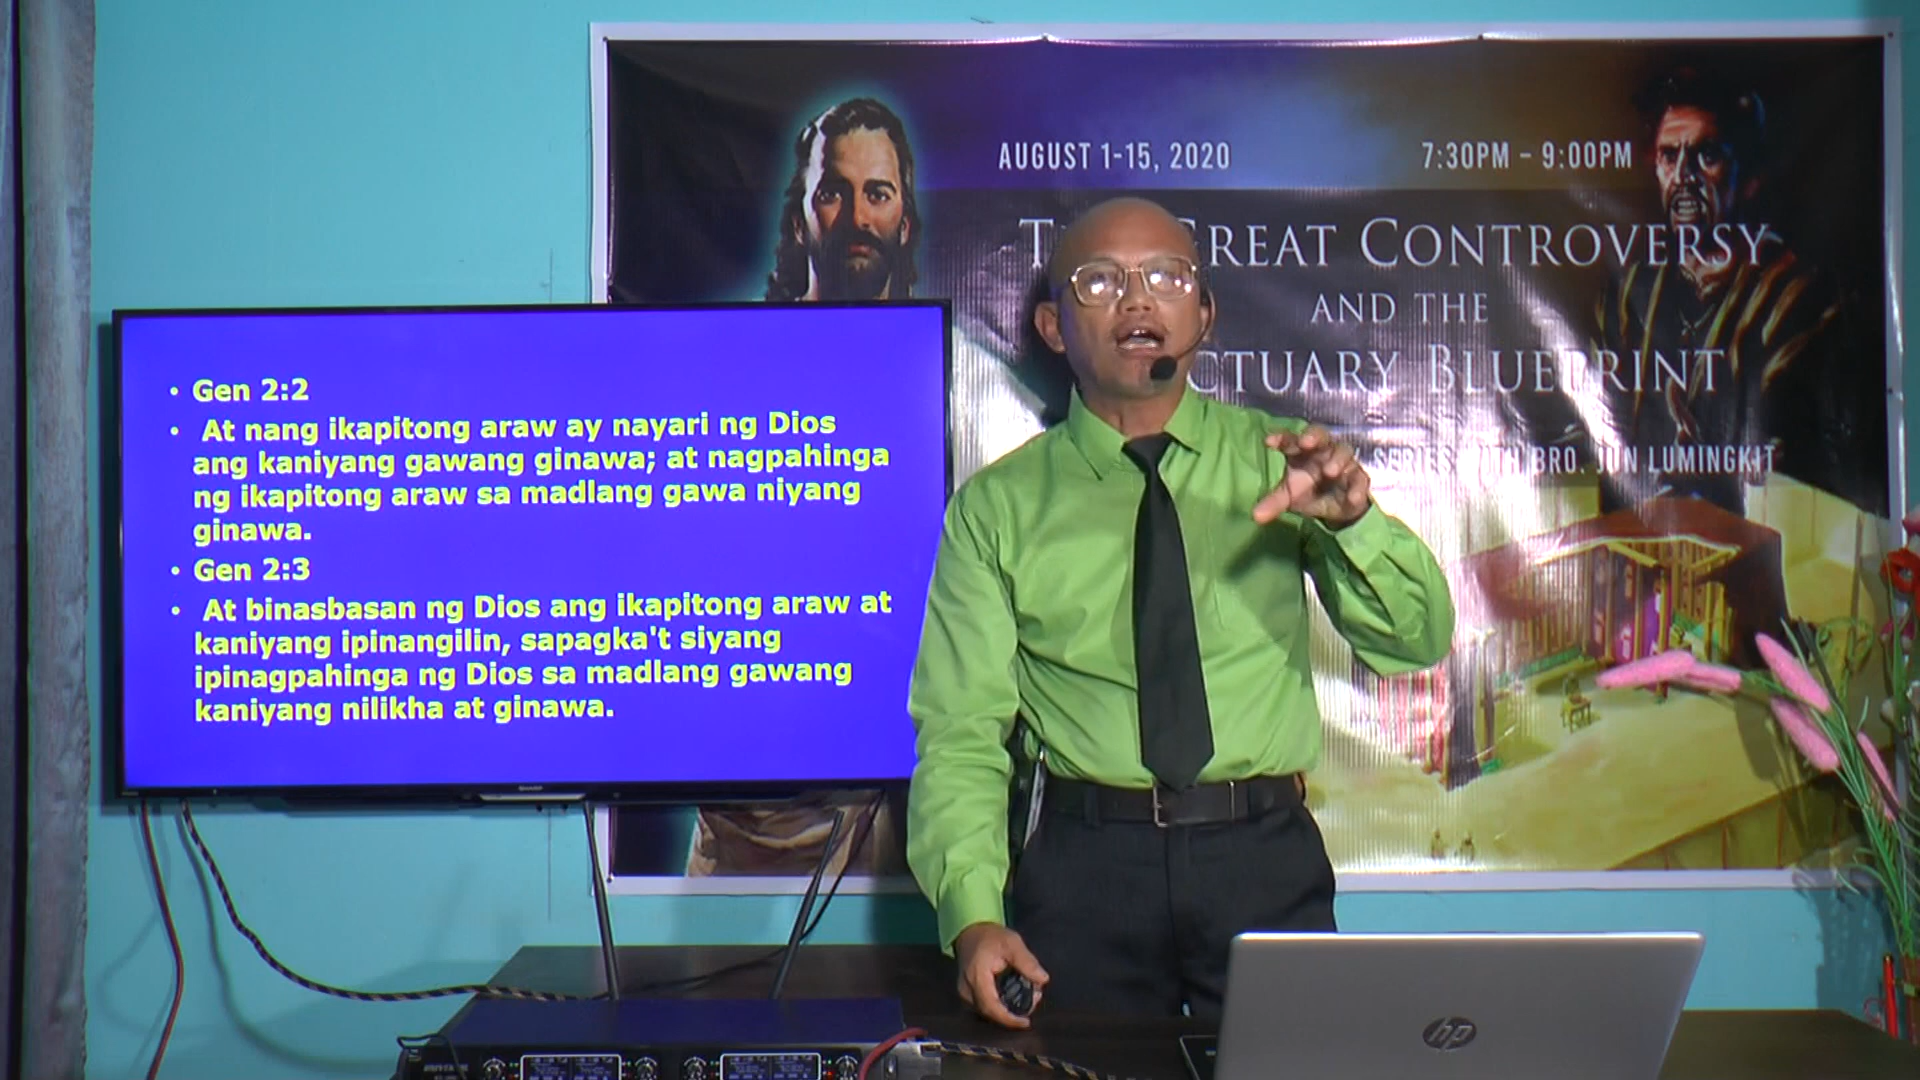 AUGUST 1-15, 2020
7:30PM – 9:00PM
GREAT CONTROVERSY
AND THE
BLUEPRINT
BRO. JUN LUMINGKIT
• Gen 2:2
• At nang ikapitong araw ay nayari ng Dios
ang kaniyang gawang ginawa; at nagpahinga
ng ikapitong araw sa madlang gawa niyang
ginawa.
• Gen 2:3
• At binasbasan ng Dios ang ikapitong araw at
kaniyang ipinangilin, sapagka't siyang
ipinagpahinga ng Dios sa madlang gawang
kaniyang nilikha at ginawa.
SHARP
hp